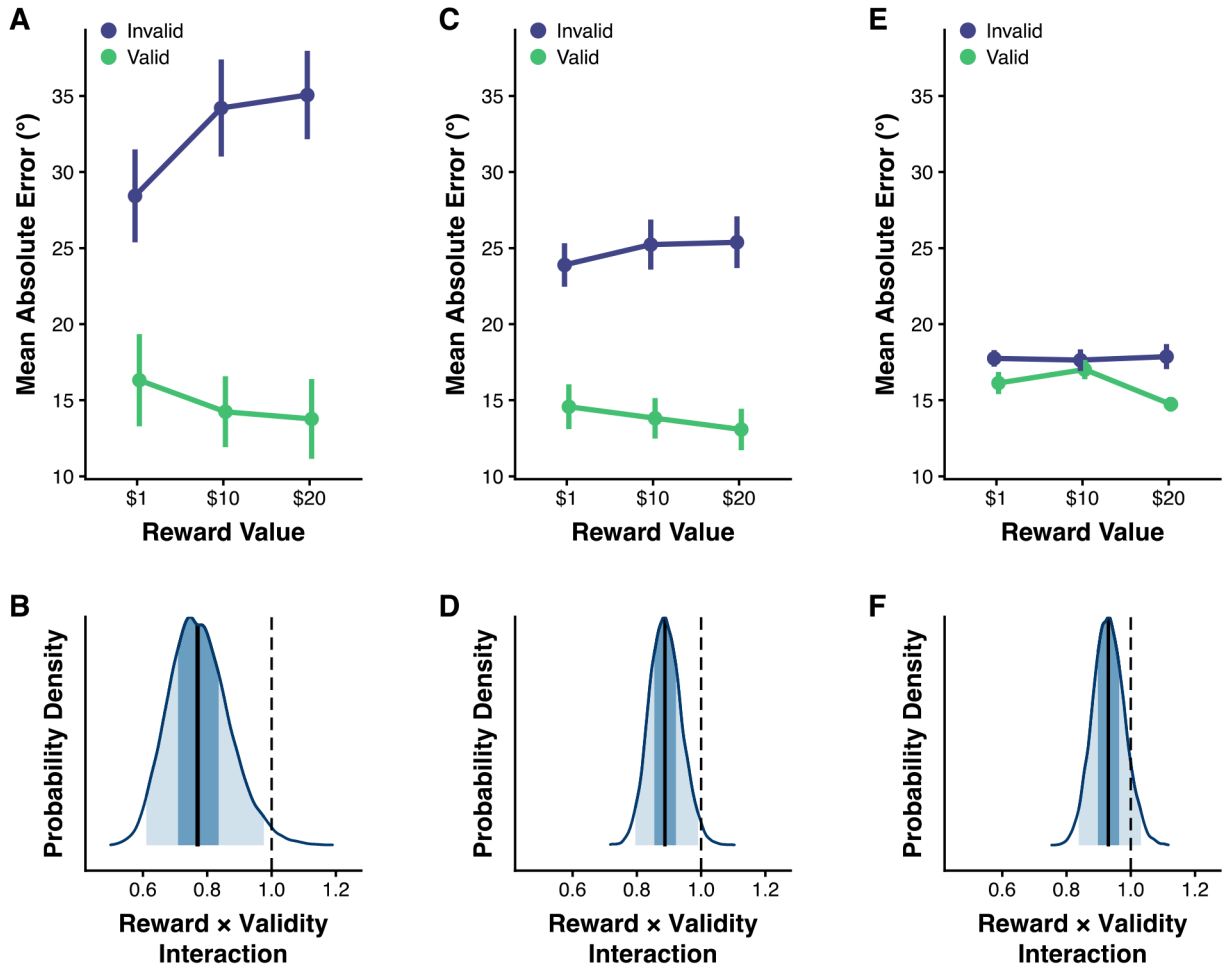 A
Invalid
Valid
35
30
25
20
15
10
Mean Absolute Error (°)
$1 $10 $20
Reward Value
C
Invalid
Valid
35
30
25
20
15
10
Mean Absolute Error (°)
$1 $10 $20
Reward Value
E
Invalid
Valid
35
30
25
20
15
10
Mean Absolute Error (°)
$1 $10 $20
Reward Value
B
Probability Density
0.6 0.8 1.0 1.2
Reward × Validity
Interaction
D
Probability Density
0.6 0.8 1.0 1.2
Reward × Validity
Interaction
F
Probability Density
0.6 0.8 1.0 1.2
Reward × Validity
Interaction